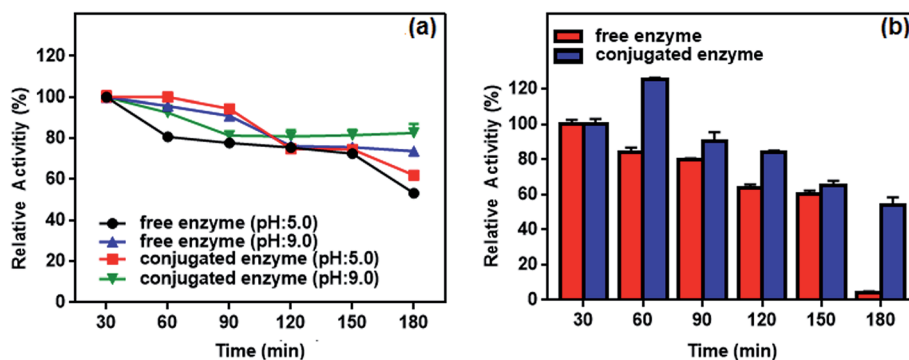 (a)
120
100
80
60
40
20
0
Relative Activitiy (%)
free enzyme (pH:5.0)
free enzyme (pH:9.0)
conjugated enzyme (pH:5.0)
conjugated enzyme (pH:9.0)
30 60 90 120 150 180
Time (min)
(b)
free enzyme
conjugated enzyme
120
100
80
60
40
20
0
Relative Activity (%)
30 60 90 120 150 180
Time (min)